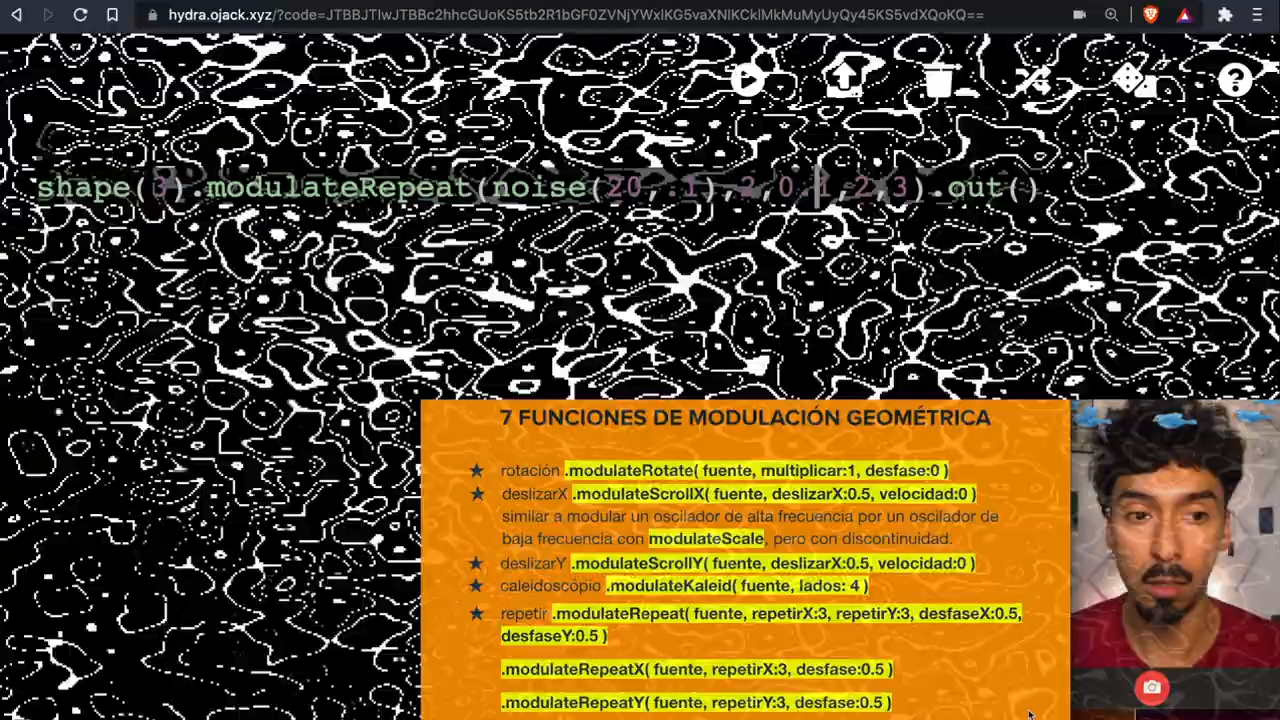 hydra.ojack.xyz/?code=JTBBJTIwJTBBc2hhcGUoKS5tb2R1bGF0ZVNjYWxlKG5vaXNlKCklMkMuMyUyQy45KS5vdXQoKQ==
shape(3).modulateRepeat(noise(20, .1),2,0.1,2,3).out()
7 FUNCIONES DE MODULACIÓN GEOMÉTRICA
★ rotación .modulateRotate( fuente, multiplicar:1, desfase:0 )
★ deslizarX .modulateScrollX( fuente, deslizarX:0.5, velocidad:0 )
similar a modular un oscilador de alta frecuencia por un oscilador de
baja frecuencia con modulateScale, pero con discontinuidad.
★ deslizarY .modulateScrollY( fuente, deslizarX:0.5, velocidad:0 )
★ caleidoscópio .modulateKaleid( fuente, lados: 4 )
★ repetir .modulateRepeat( fuente, repetirX:3, repetirY:3, desfaseX:0.5,
desfaseY:0.5 )
.modulateRepeatX( fuente, repetirX:3, desfase:0.5 )
.modulateRepeatY( fuente, repetirY:3, desfase:0.5 )